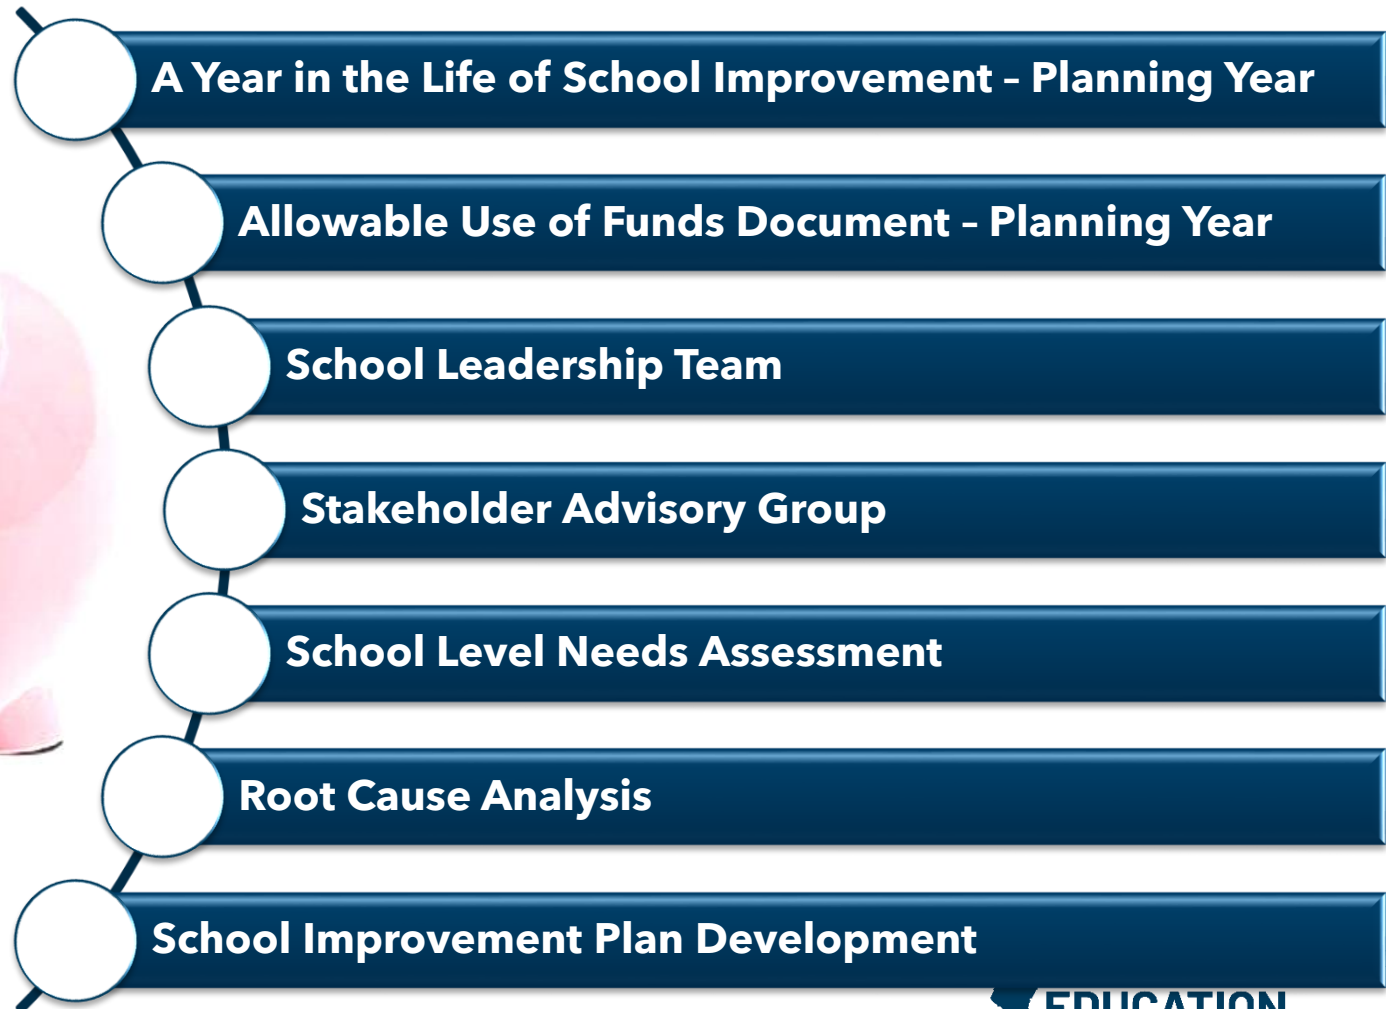 A Year in the Life of School Improvement – Planning Year
Allowable Use of Funds Document – Planning Year
School Leadership Team
Stakeholder Advisory Group
School Level Needs Assessment
Root Cause Analysis
School Improvement Plan Development
EDUCATION